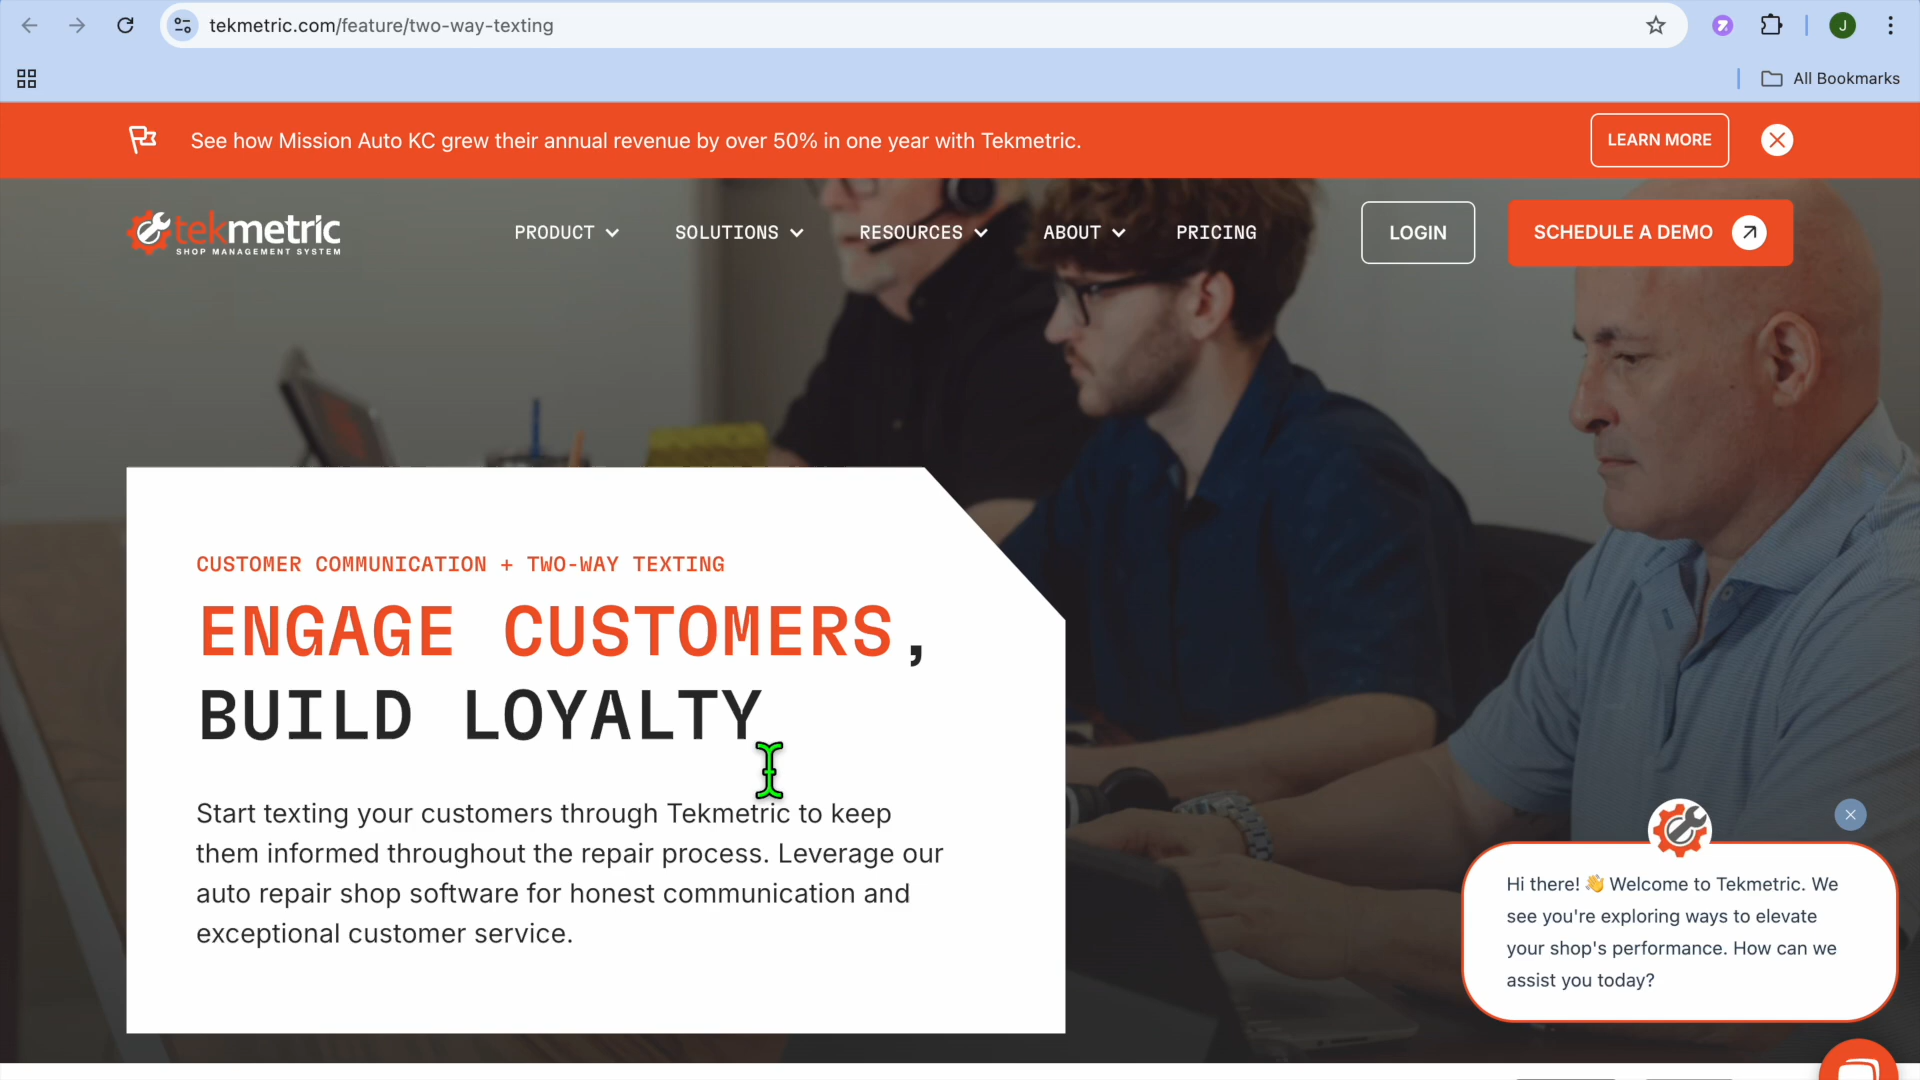 tekmetric.com/feature/two-way-texting
J
All Bookmarks
See how Mission Auto KC grew their annual revenue by over 50% in one year with Tekmetric.
LEARN MORE
tekmetric
SHOP MANAGEMENT SYSTEM
PRODUCT
SOLUTIONS
RESOURCES
ABOUT
PRICING
LOGIN
SCHEDULE A DEMO
CUSTOMER COMMUNICATION + TWO-WAY TEXTING
ENGAGE CUSTOMERS,
BUILD LOYALTY
Start texting your customers through Tekmetric to keep
them informed throughout the repair process. Leverage our
auto repair shop software for honest communication and
exceptional customer service.
Hi there! 👋 Welcome to Tekmetric. We
see you're exploring ways to elevate
your shop's performance. How can we
assist you today?